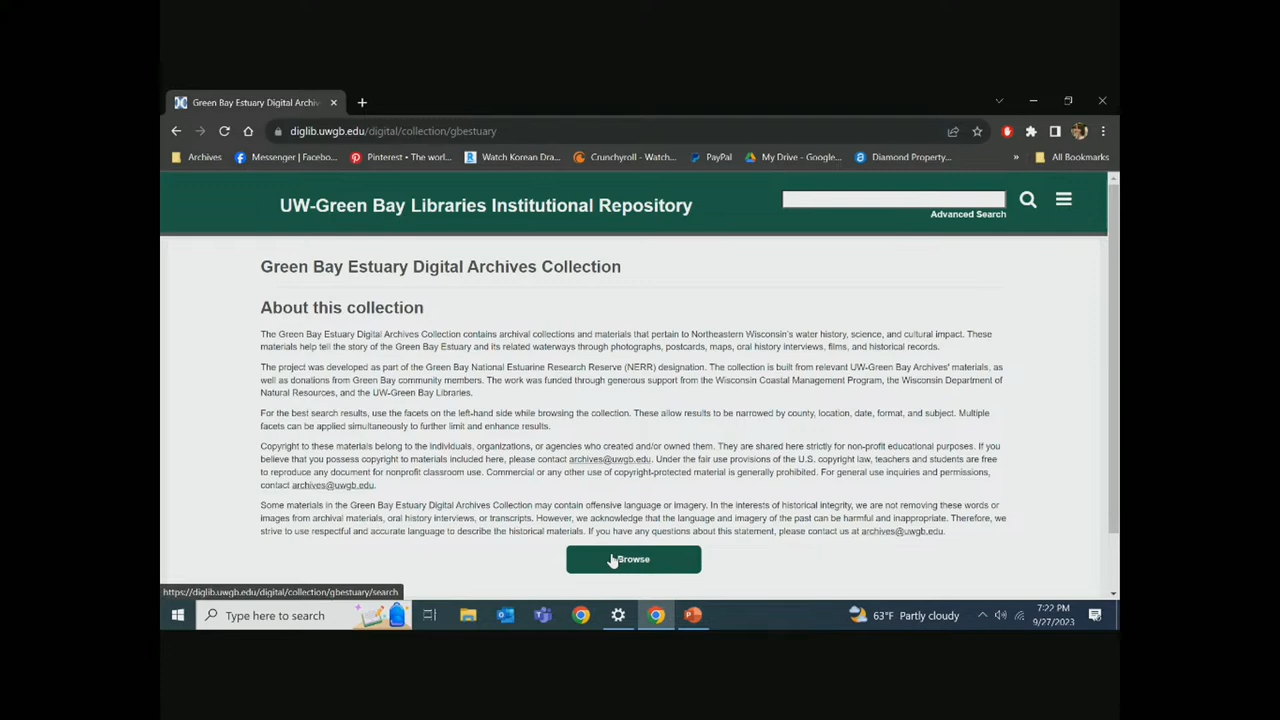 Green Bay Estuary Digital Archiv
diglib.uwgb.edu/digital/collection/gbestuary
Archives Messenger | Facebo... Pinterest • The worl... Watch Korean Dra... Crunchyroll - Watch... PayPal My Drive - Google... Diamond Property... » All Bookmarks
UW-Green Bay Libraries Institutional Repository
Advanced Search
Green Bay Estuary Digital Archives Collection
About this collection
The Green Bay Estuary Digital Archives Collection contains archival collections and materials that pertain to Northeastern Wisconsin's water history, science, and cultural impact. These
materials help tell the story of the Green Bay Estuary and its related waterways through photographs, postcards, maps, oral history interviews, films, and historical records.
The project was developed as part of the Green Bay National Estuarine Research Reserve (NERR) designation. The collection is built from relevant UW-Green Bay Archives' materials, as
well as donations from Green Bay community members. The work was funded through generous support from the Wisconsin Coastal Management Program, the Wisconsin Department of
Natural Resources, and the UW-Green Bay Libraries.
For the best search results, use the facets on the left-hand side while browsing the collection. These allow results to be narrowed by county, location, date, format, and subject. Multiple
facets can be applied simultaneously to further limit and enhance results.
Copyright to these materials belong to the individuals, organizations, or agencies who created and/or owned them. They are shared here strictly for non-profit educational purposes. If you
believe that you possess copyright to materials included here, please contact archives@uwgb.edu. Under the fair use provisions of the U.S. copyright law, teachers and students are free
to reproduce any document for nonprofit classroom use. Commercial or any other use of copyright-protected material is generally prohibited. For general use inquiries and permissions,
contact archives@uwgb.edu.
Some materials in the Green Bay Estuary Digital Archives Collection may contain offensive language or imagery. In the interests of historical integrity, we are not removing these words or
images from archival materials, oral history interviews, or transcripts. However, we acknowledge that the language and imagery of the past can be harmful and inappropriate. Therefore, we
strive to use respectful and accurate language to describe the historical materials. If you have any questions about this statement, please contact us at archives@uwgb.edu.
Browse
https://diglib.uwgb.edu/digital/collection/gbestuary/search
Type here to search
63°F Partly cloudy
7:22 PM
9/27/2023